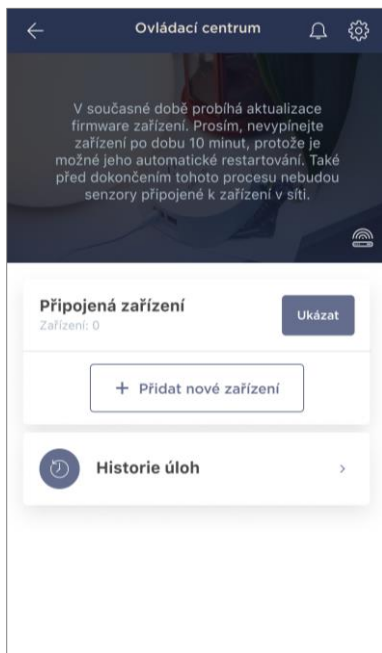 Ovládací centrum
V současné době probíhá aktualizace
firmware zařízení. Prosím, nevypínejte
zařízení po dobu 10 minut, protože je
možné jeho automatické restartování. Také
před dokončením tohoto procesu nebudou
senzory připojené k zařízení v síti.
Připojená zařízení
Zařízení: 0
Ukázat
+ Přidat nové zařízení
Historie úloh